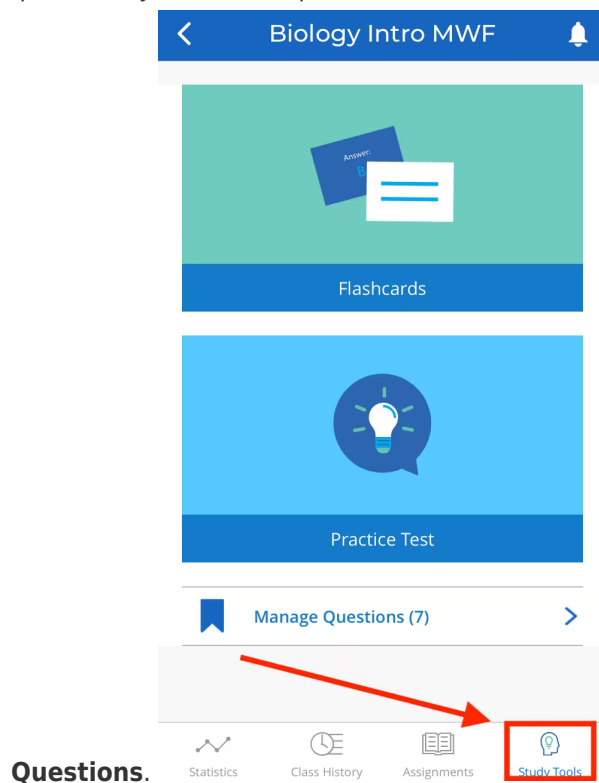 Biology Intro MWF
Answer:
B
Flashcards
Practice Test
Manage Questions (7)
Statistics
Class History
Assignments
Study Tools
Questions.